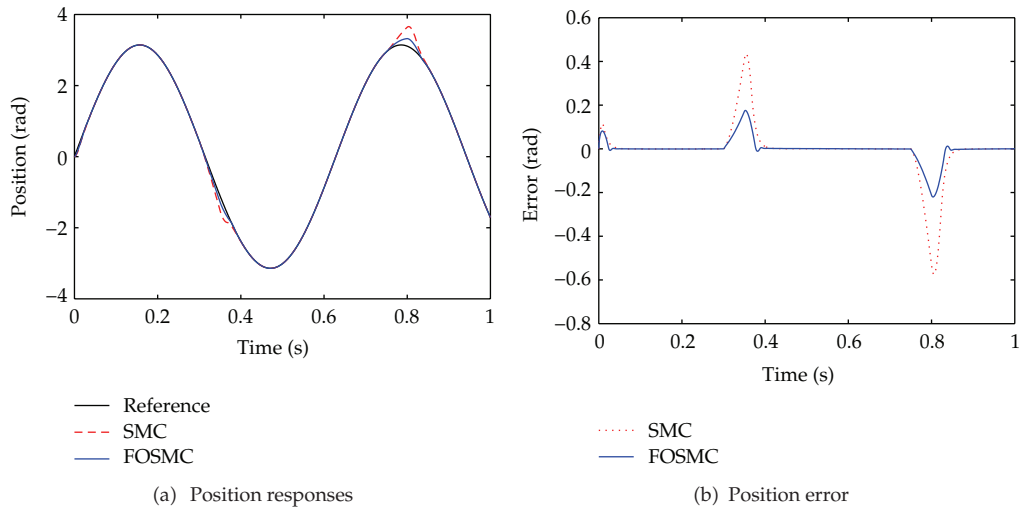 4
2
0
−2
−4
Position (rad)
0
0.2
0.4
0.6
0.8
1
Time (s)
Reference
SMC
FOSMC
(a) Position responses
0.6
0.4
0.2
0
−0.2
−0.4
−0.6
−0.8
Error (rad)
0
0.2
0.4
0.6
0.8
1
Time (s)
SMC
FOSMC
(b) Position error